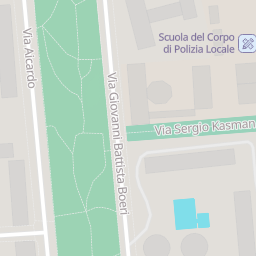 Scuola del Corpo
di Polizia Locale
Via Aicardo
Via Giovanni Battista Boeri
Via Sergio Kasman